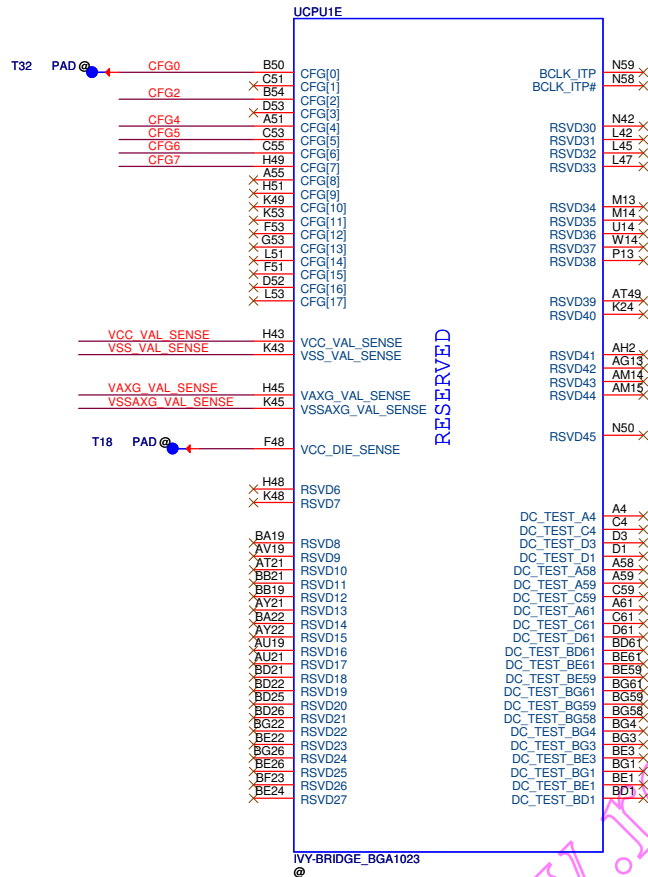 UCPU1E
T32 PAD @ CFG0 B50 CFG[0] BCLK_ITP N59
C51 CFG[1] BCLK_ITP# N58
CFG2 B54 CFG[2]
D53 CFG[3]
CFG4 A51 CFG[4] RSVD30 N42
CFG5 C53 CFG[5] RSVD31 L42
CFG6 C55 CFG[6] RSVD32 L45
CFG7 H49 CFG[7] RSVD33 L47
A55 CFG[8]
H51 CFG[9]
K49 CFG[10] RSVD34 M13
K53 CFG[11] RSVD35 M14
F53 CFG[12] RSVD36 U14
G53 CFG[13] RSVD37 W14
L51 CFG[14] RSVD38 P13
F51 CFG[15]
D52 CFG[16]
L53 CFG[17] RSVD39 AT49
RSVD40 K24
VCC_VAL_SENSE H43 VCC_VAL_SENSE
VSS_VAL_SENSE K43 VSS_VAL_SENSE RSVD41 AH2
RSVD42 AG13
RSVD43 AM14
VAXG_VAL_SENSE H45 VAXG_VAL_SENSE RSVD44 AM15
VSSAXG_VAL_SENSE K45 VSSAXG_VAL_SENSE
RESERVED
RSVD45 N50
T18 PAD @ F48 VCC_DIE_SENSE
H48 RSVD6
K48 RSVD7
DC_TEST_A4 A4
DC_TEST_C4 C4
BA19 RSVD8 DC_TEST_D3 D3
AV19 RSVD9 DC_TEST_D1 D1
AT21 RSVD10 DC_TEST_A58 A58
BB21 RSVD11 DC_TEST_A59 A59
BB19 RSVD12 DC_TEST_C59 C59
AY21 RSVD13 DC_TEST_A61 A61
BA22 RSVD14 DC_TEST_C61 C61
AY22 RSVD15 DC_TEST_D61 D61
AU19 RSVD16 DC_TEST_BD61 BD61
AU21 RSVD17 DC_TEST_BE61 BE61
BD21 RSVD18 DC_TEST_BE59 BE59
BD22 RSVD19 DC_TEST_BG61 BG61
BD25 RSVD20 DC_TEST_BG59 BG59
BD26 RSVD21 DC_TEST_BG58 BG58
BG22 RSVD22 DC_TEST_BG4 BG4
BE22 RSVD23 DC_TEST_BG3 BG3
BG26 RSVD24 DC_TEST_BE3 BE3
BE26 RSVD25 DC_TEST_BG1 BG1
BF23 RSVD26 DC_TEST_BE1 BE1
BE24 RSVD27 DC_TEST_BD1 BD1
IVY-BRIDGE_BGA1023
@